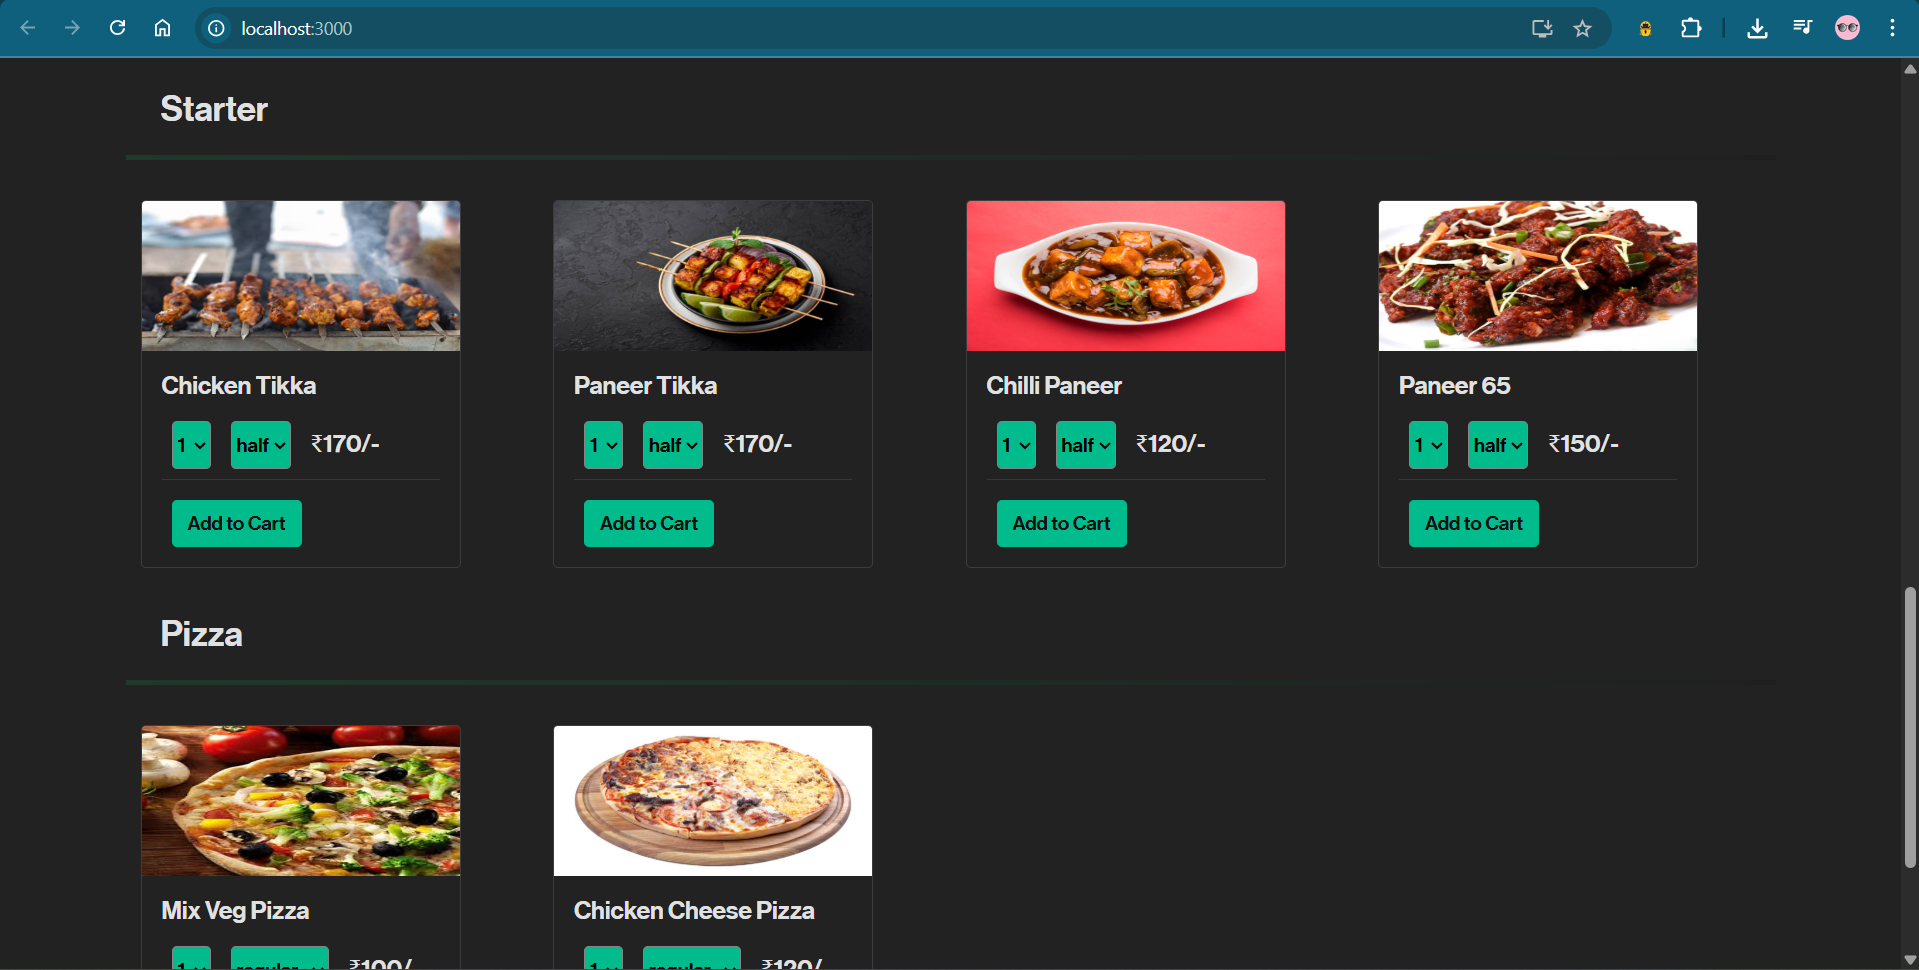 localhost:3000
Starter
Chicken Tikka
1 half ₹170/-
Add to Cart
Paneer Tikka
1 half ₹170/-
Add to Cart
Chilli Paneer
1 half ₹120/-
Add to Cart
Paneer 65
1 half ₹150/-
Add to Cart
Pizza
Mix Veg Pizza
1 regular ₹100/
Chicken Cheese Pizza
1 regular ₹120/